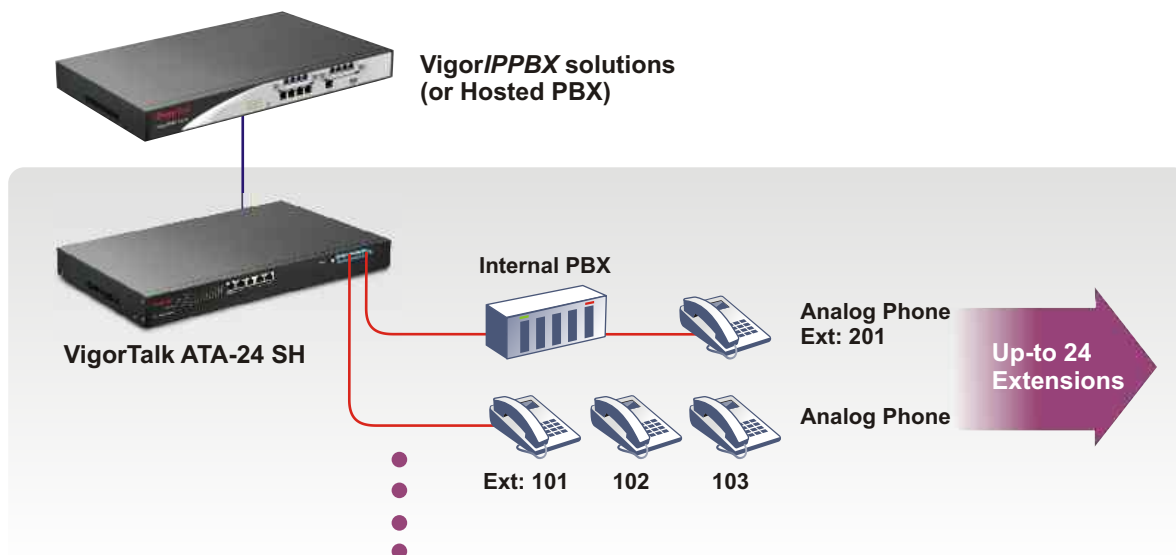 VigorIPPBX solutions
(or Hosted PBX)
VigorTalk ATA-24 SH
Internal PBX
Analog Phone
Ext: 201
Up-to 24
Extensions
Analog Phone
Ext: 101
102
103